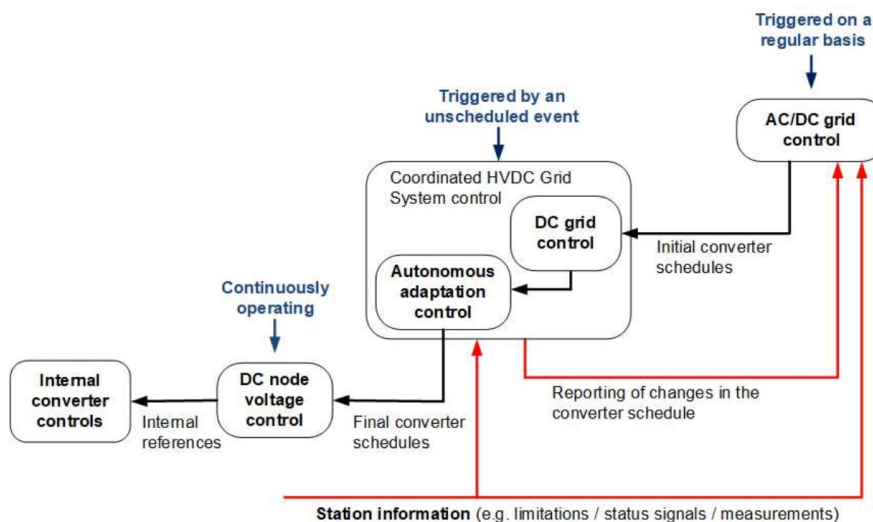 Triggered on a
regular basis
AC/DC grid
control
Triggered by an
unscheduled event
Coordinated HVDC Grid
System control
DC grid
control
Initial converter
schedules
Autonomous
adaptation
control
Continuously
operating
Internal
converter
controls
Internal
references
DC node
voltage
control
Final converter
schedules
Reporting of changes in the
converter schedule
Station information (e.g. limitations / status signals / measurements)